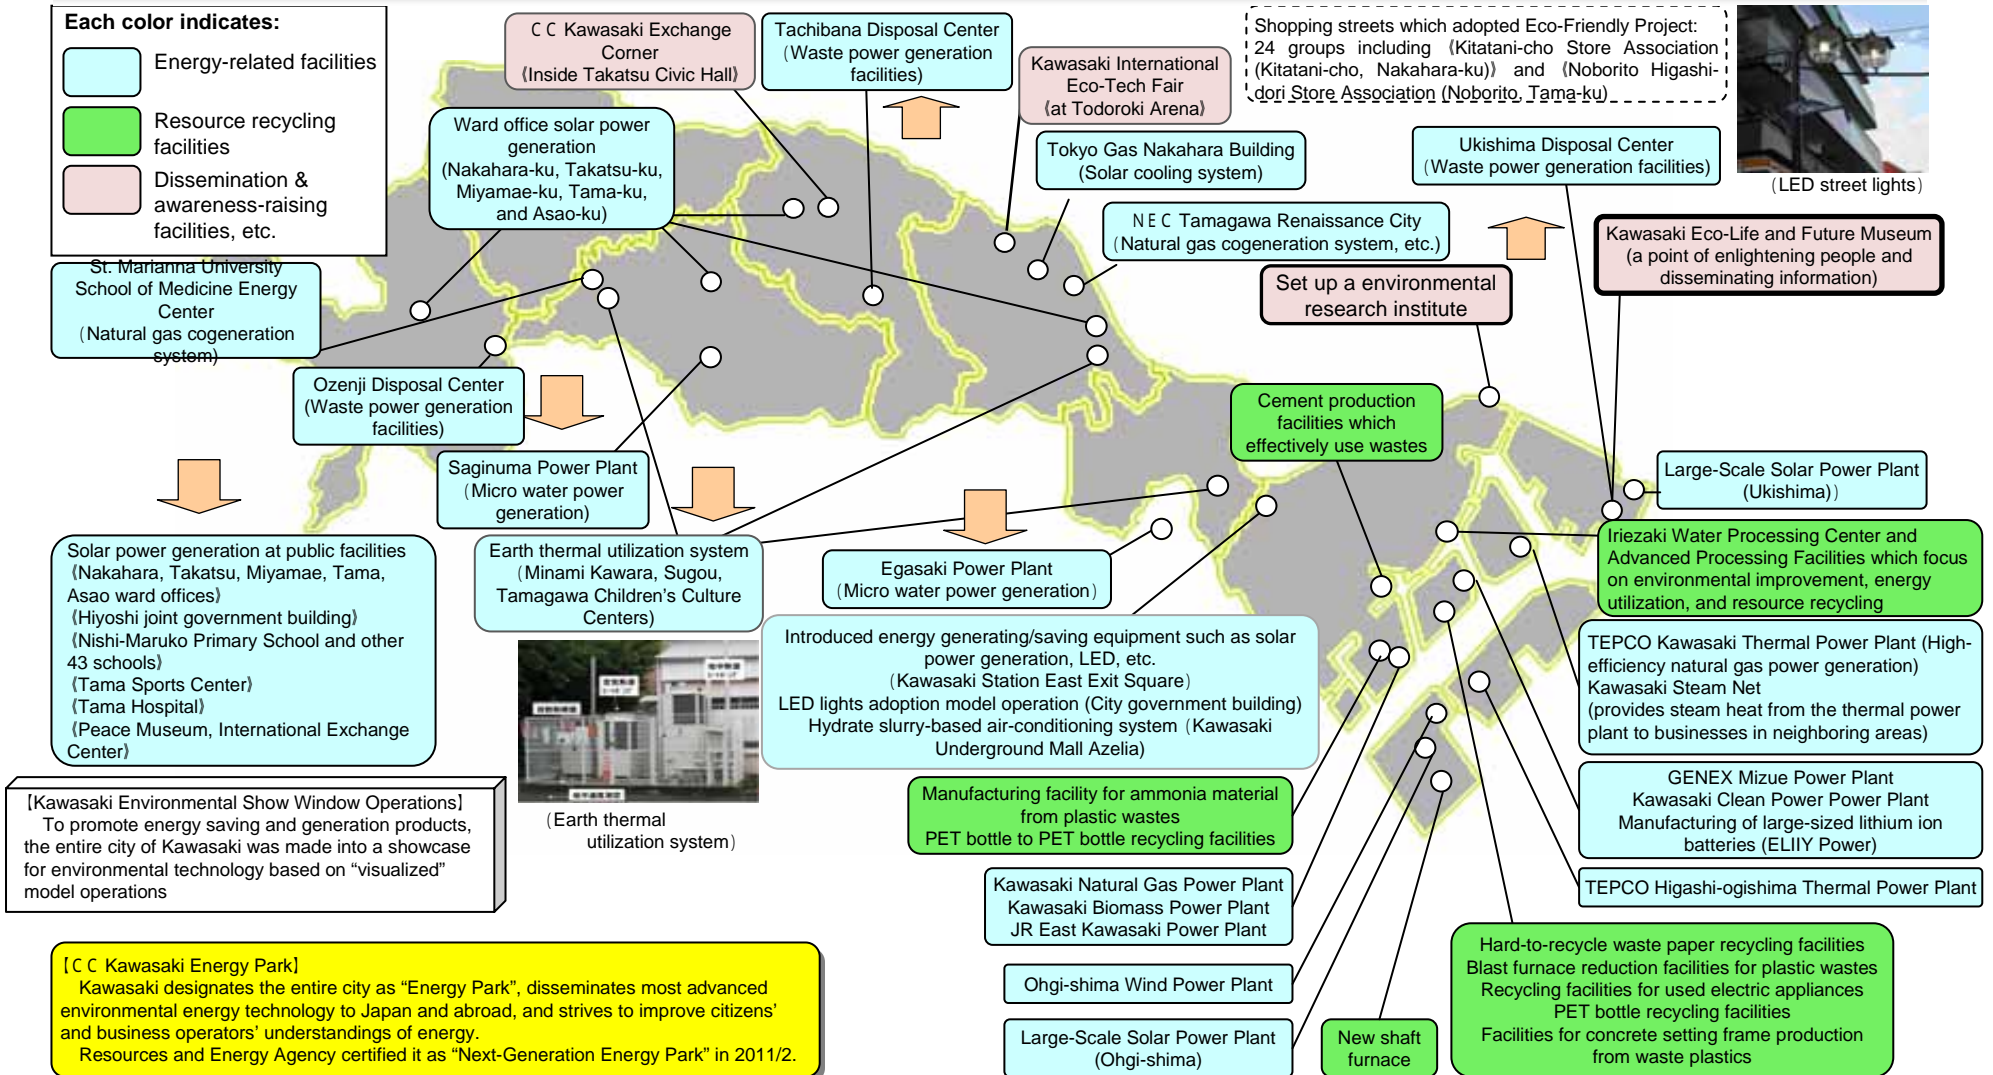 Each color indicates:
Energy-related facilities
Resource recycling
facilities
Dissemination &
awareness-raising
facilities, etc.
CC Kawasaki Exchange
Corner
(Inside Takatsu Civic Hall)
Tachibana Disposal Center
(Waste power generation
facilities)
Kawasaki International
Eco-Tech Fair
(at Todoroki Arena)
Shopping streets which adopted Eco-Friendly Project:
24 groups including (Kitatani-cho Store Association
(Kitatani-cho, Nakahara-ku)) and (Noborito Higashi-
dori Store Association (Noborito, Tama-ku)
(LED street lights)
Ward office solar power
generation
(Nakahara-ku, Takatsu-ku,
Miyamae-ku, Tama-ku,
and Asao-ku)
Tokyo Gas Nakahara Building
(Solar cooling system)
Ukishima Disposal Center
(Waste power generation facilities)
NEC Tamagawa Renaissance City
(Natural gas cogeneration system, etc.)
Kawasaki Eco-Life and Future Museum
(a point of enlightening people and
disseminating information)
St. Marianna University
School of Medicine Energy
Center
(Natural gas cogeneration
system)
Set up a environmental
research institute
Ozenji Disposal Center
(Waste power generation
facilities)
Cement production
facilities which
effectively use wastes
Saginuma Power Plant
(Micro water power
generation)
Large-Scale Solar Power Plant
(Ukishima))
Solar power generation at public facilities
(Nakahara, Takatsu, Miyamae, Tama,
Asao ward offices)
(Hiyoshi joint government building)
(Nishi-Maruko Primary School and other
43 schools)
(Tama Sports Center)
(Tama Hospital)
(Peace Museum, International Exchange
Center)
Earth thermal utilization system
(Minami Kawara, Sugou,
Tamagawa Children's Culture
Centers)
Egasaki Power Plant
(Micro water power generation)
Iriezaki Water Processing Center and
Advanced Processing Facilities which focus
on environmental improvement, energy
utilization, and resource recycling
Introduced energy generating/saving equipment such as solar
power generation, LED, etc.
(Kawasaki Station East Exit Square)
LED lights adoption model operation (City government building)
Hydrate slurry-based air-conditioning system (Kawasaki
Underground Mall Azelia)
TEPCO Kawasaki Thermal Power Plant (High-
efficiency natural gas power generation)
Kawasaki Steam Net
(provides steam heat from the thermal power
plant to businesses in neighboring areas)
(Earth thermal
utilization system)
GENEX Mizue Power Plant
Kawasaki Clean Power Power Plant
Manufacturing of large-sized lithium ion
batteries (ELIIY Power)
Manufacturing facility for ammonia material
from plastic wastes
PET bottle to PET bottle recycling facilities
[Kawasaki Environmental Show Window Operations]
To promote energy saving and generation products,
the entire city of Kawasaki was made into a showcase
for environmental technology based on “visualized”
model operations
Kawasaki Natural Gas Power Plant
Kawasaki Biomass Power Plant
JR East Kawasaki Power Plant
TEPCO Higashi-ogishima Thermal Power Plant
Ohgi-shima Wind Power Plant
Large-Scale Solar Power Plant
(Ohgi-shima)
New shaft
furnace
Hard-to-recycle waste paper recycling facilities
Blast furnace reduction facilities for plastic wastes
Recycling facilities for used electric appliances
PET bottle recycling facilities
Facilities for concrete setting frame production
from waste plastics
[CC Kawasaki Energy Park]
Kawasaki designates the entire city as “Energy Park”, disseminates most advanced
environmental energy technology to Japan and abroad, and strives to improve citizens’
and business operators’ understandings of energy.
Resources and Energy Agency certified it as “Next-Generation Energy Park” in 2011/2.